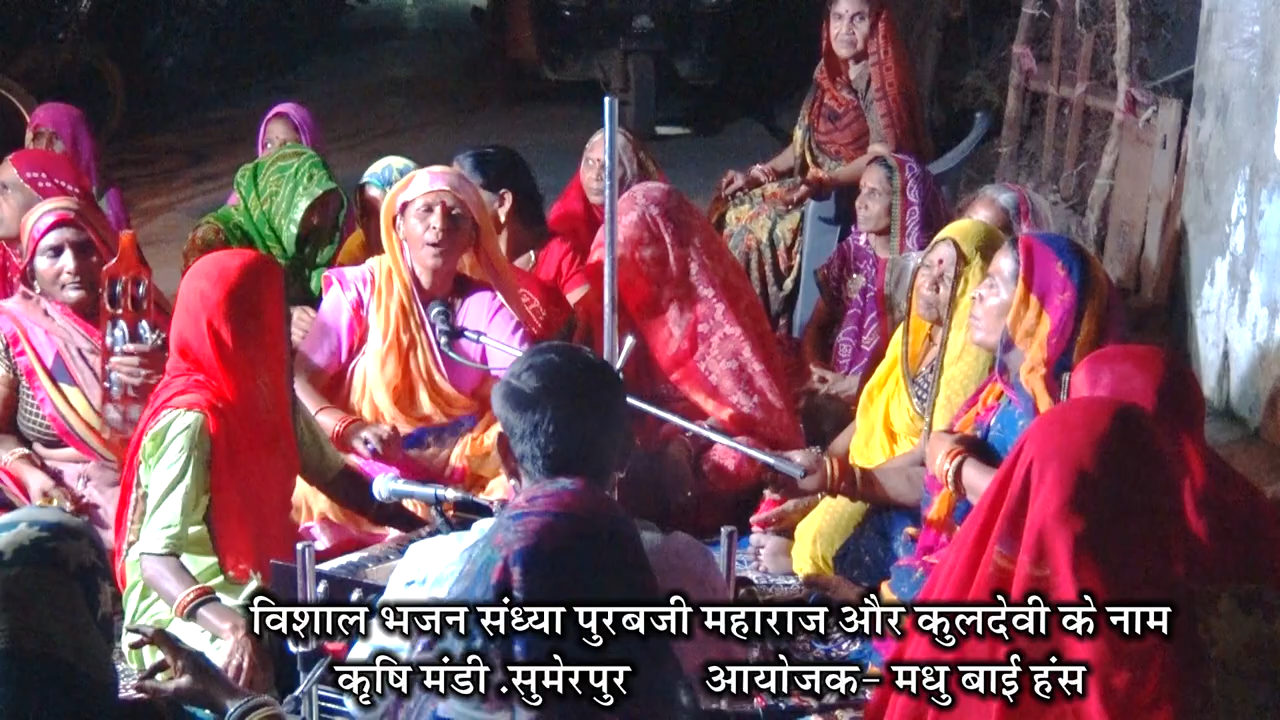 विशाल भजन संध्या पुरबजी महाराज और कुलदेवी के नाम
कृषि मंडी .सुमेरपुर आयोजक- मधु बाई हंस